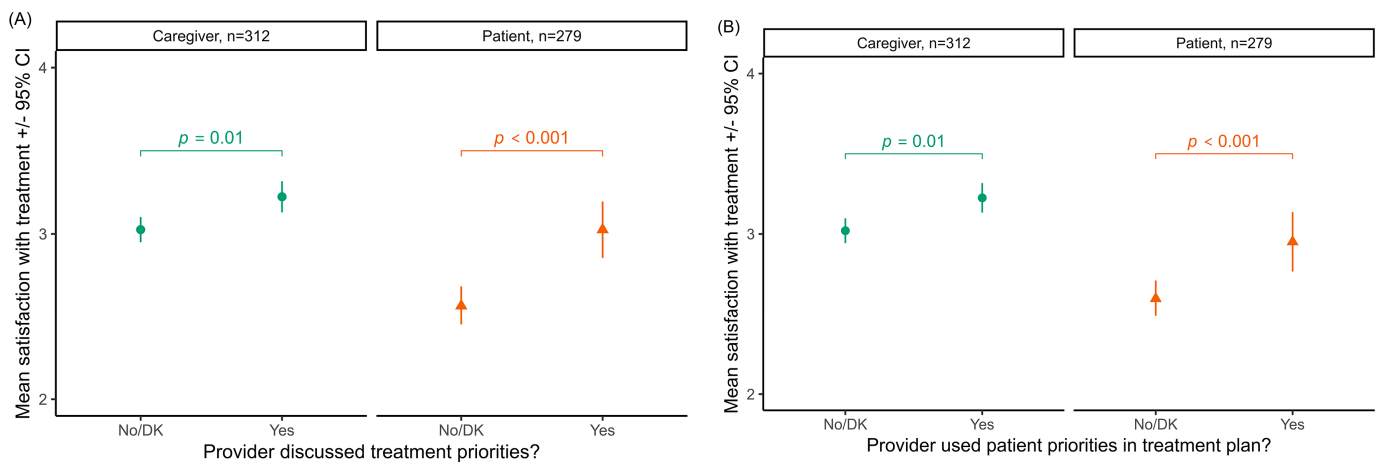 (A)
Caregiver, n=312
Patient, n=279
Mean satisfaction with treatment +/- 95% CI
4
3
2
p = 0.01
p < 0.001
No/DK
Yes
No/DK
Yes
Provider discussed treatment priorities?
(B)
Caregiver, n=312
Patient, n=279
Mean satisfaction with treatment +/- 95% CI
4
3
2
p = 0.01
p < 0.001
No/DK
Yes
No/DK
Yes
Provider used patient priorities in treatment plan?